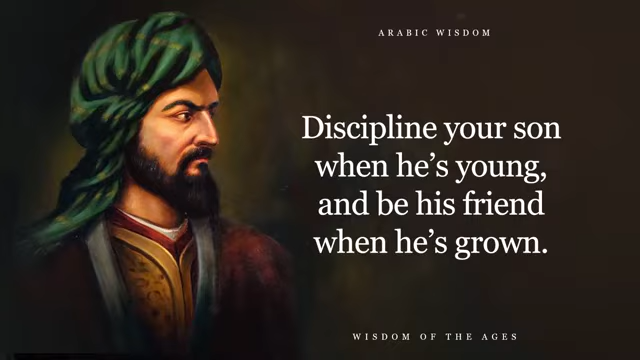 ARABIC WISDOM
Discipline your son
when he’s young,
and be his friend
when he’s grown.
WISDOM OF THE AGES